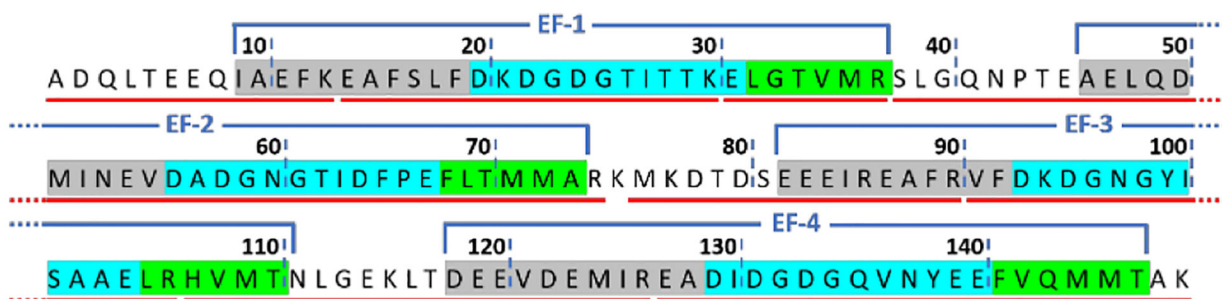 EF-1
10 20 30 40 50
A D Q L T E E Q I A E F K E A F S L F D K D G D G T I T T K E L G T V M R S L G Q N P T E A E L Q D
EF-2 EF-3
60 70 80 90 100
M I N E V D A D G N G T I D F P E F L T M M A R K M K D T D S E E E I R E A F R V F D K D G N G Y I
EF-4
110 120 130 140
S A A E L R H V M T N L G E K L T D E E V D E M I R E A D I D G D G Q V N Y E E F V Q M M T A K